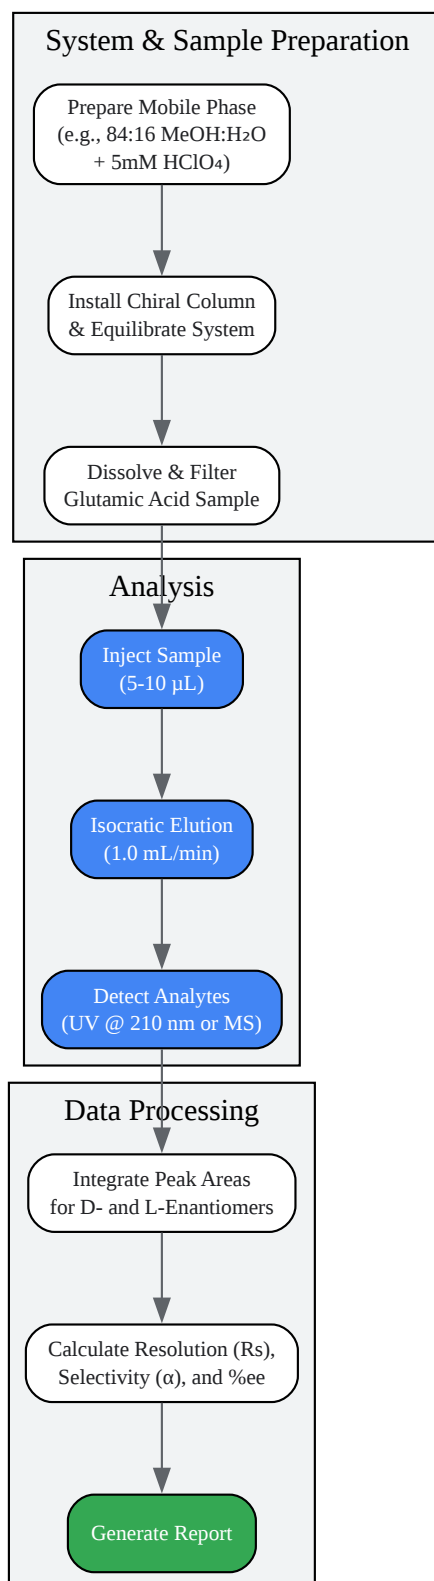 System & Sample Preparation
Prepare Mobile Phase
(e.g., 84:16 MeOH:H₂O
+ 5mM HClO₄)
Install Chiral Column
& Equilibrate System
Dissolve & Filter
Glutamic Acid Sample
Analysis
Inject Sample
(5-10 µL)
Isocratic Elution
(1.0 mL/min)
Detect Analytes
(UV @ 210 nm or MS)
Data Processing
Integrate Peak Areas
for D- and L-Enantiomers
Calculate Resolution (Rs),
Selectivity (α), and %ee
Generate Report